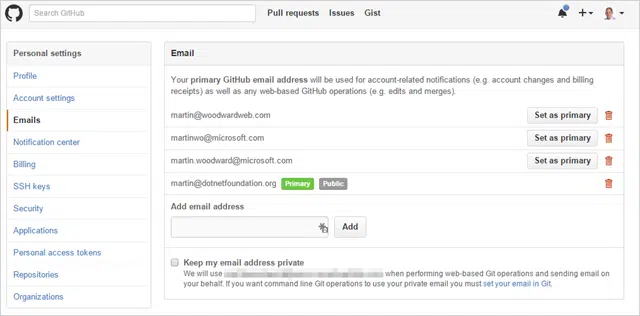 Search GitHub
Pull requests Issues Gist
Personal settings
Profile
Account settings
Emails
Notification center
Billing
SSH keys
Security
Applications
Personal access tokens
Repositories
Organizations
Email
Your primary GitHub email address will be used for account-related notifications (e.g. account changes and billing
receipts) as well as any web-based GitHub operations (e.g. edits and merges).
martin@woodwardweb.com Set as primary
martinwo@microsoft.com Set as primary
martin.woodward@microsoft.com Set as primary
martin@dotnetfoundation.org Primary Public
Add email address
Add
Keep my email address private
We will use when performing web-based Git operations and sending email on
your behalf. If you want command line Git operations to use your private email you must set your email in Git.